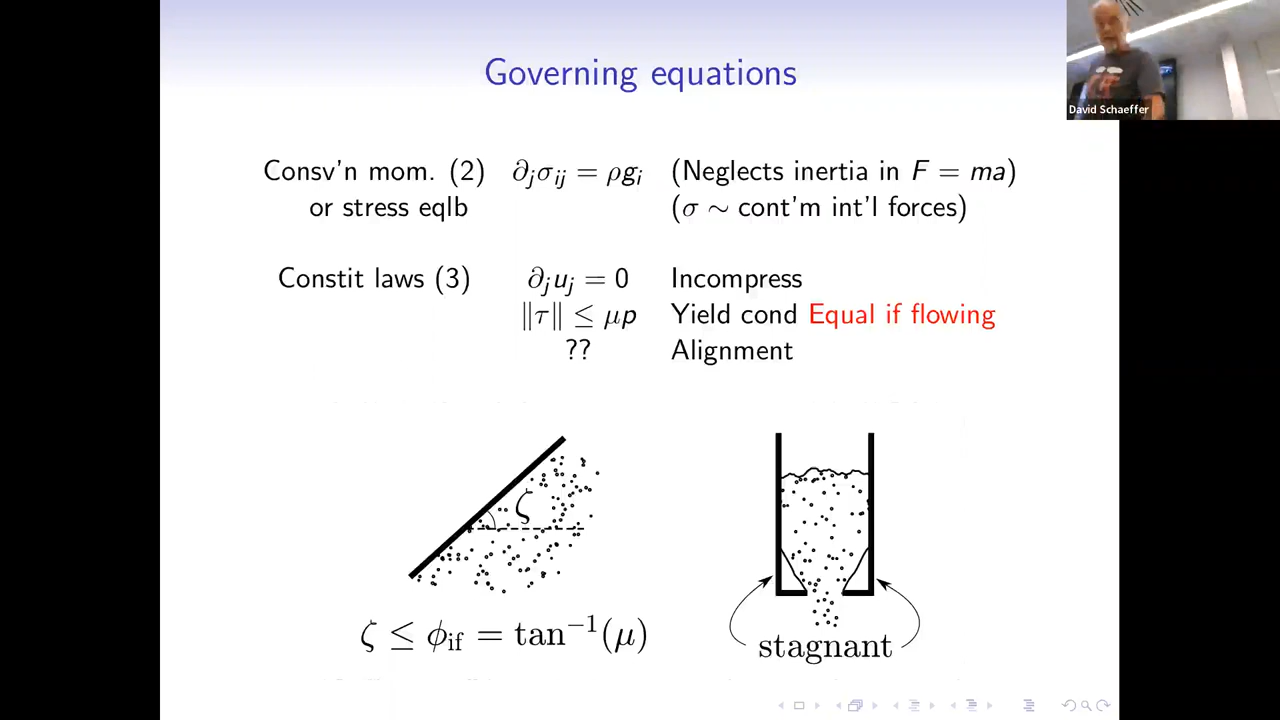 Governing equations
David Schaeffer
Consv'n mom. (2) ∂ⱼσᵢⱼ = ρgᵢ (Neglects inertia in F = ma)
or stress eqlb (σ ∼ cont'm int'l forces)
Constit laws (3) ∂ⱼuⱼ = 0 Incompress
‖τ‖ ≤ μp Yield cond Equal if flowing
?? Alignment
ζ
ζ ≤ ϕ_if = tan⁻¹(μ)
stagnant